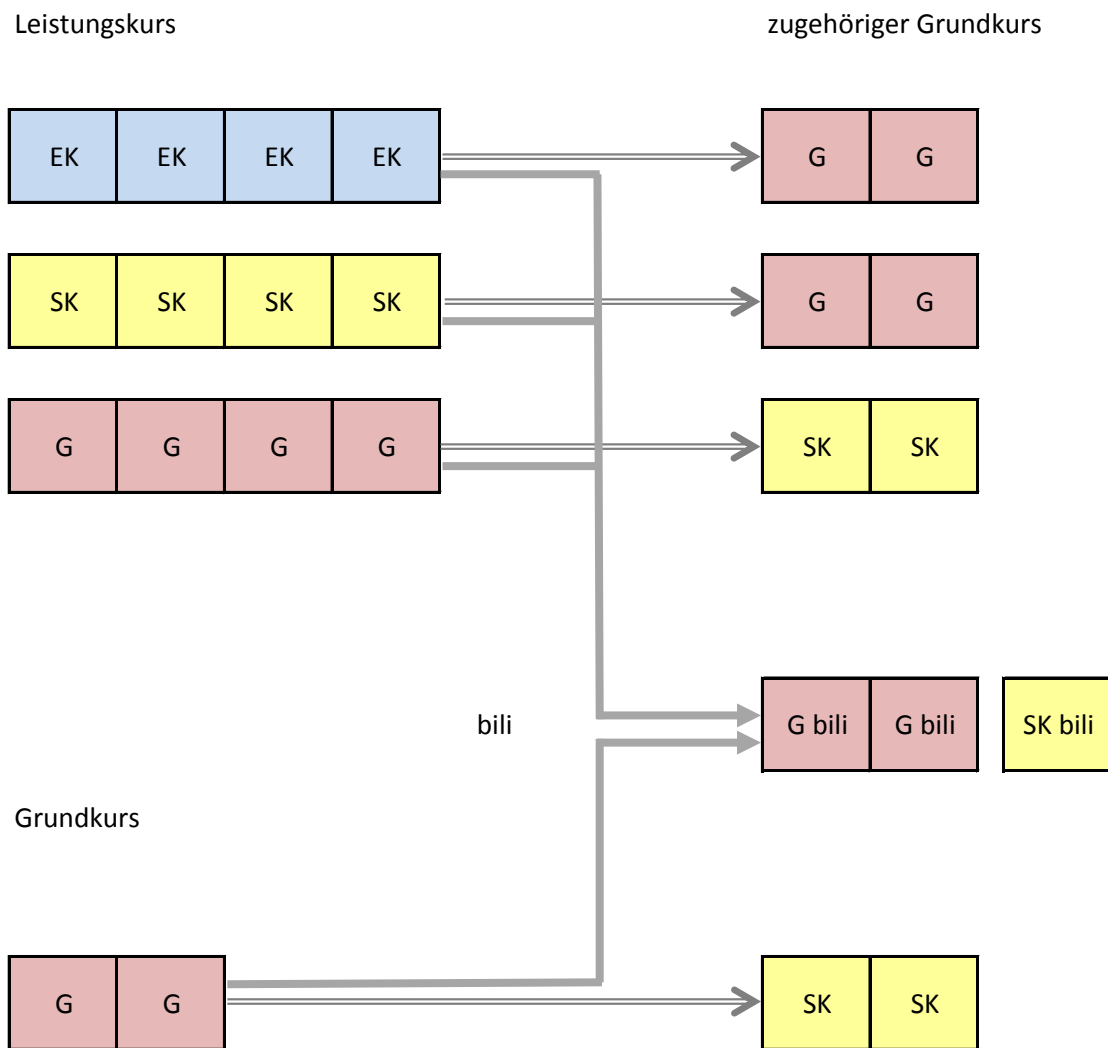 Leistungskurs zugehöriger Grundkurs
EK EK EK EK G G
SK SK SK SK G G
G G G G SK SK
bili G bili G bili SK bili
Grundkurs
G G SK SK